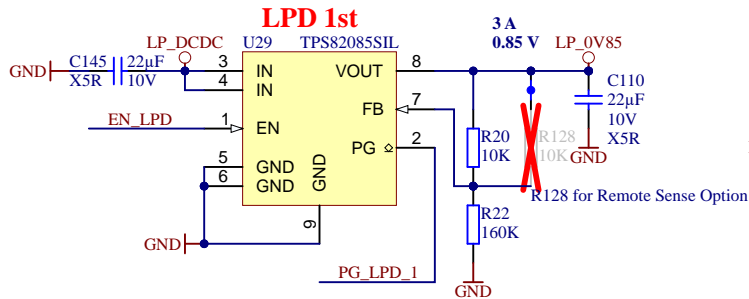 LPD 1st
3 A
0.85 V
LP_DCDC
U29
TPS82085SIL
LP_0V85
C145
22µF
GND
X5R
10V
3
IN
4
IN
VOUT
8
C110
22µF
10V
X5R
GND
EN_LPD
1
EN
FB
7
PG
2
R20
10K
R128
10K
5
GND
6
GND
GND
9
GND
R128 for Remote Sense Option
R22
160K
GND
PG_LPD_1